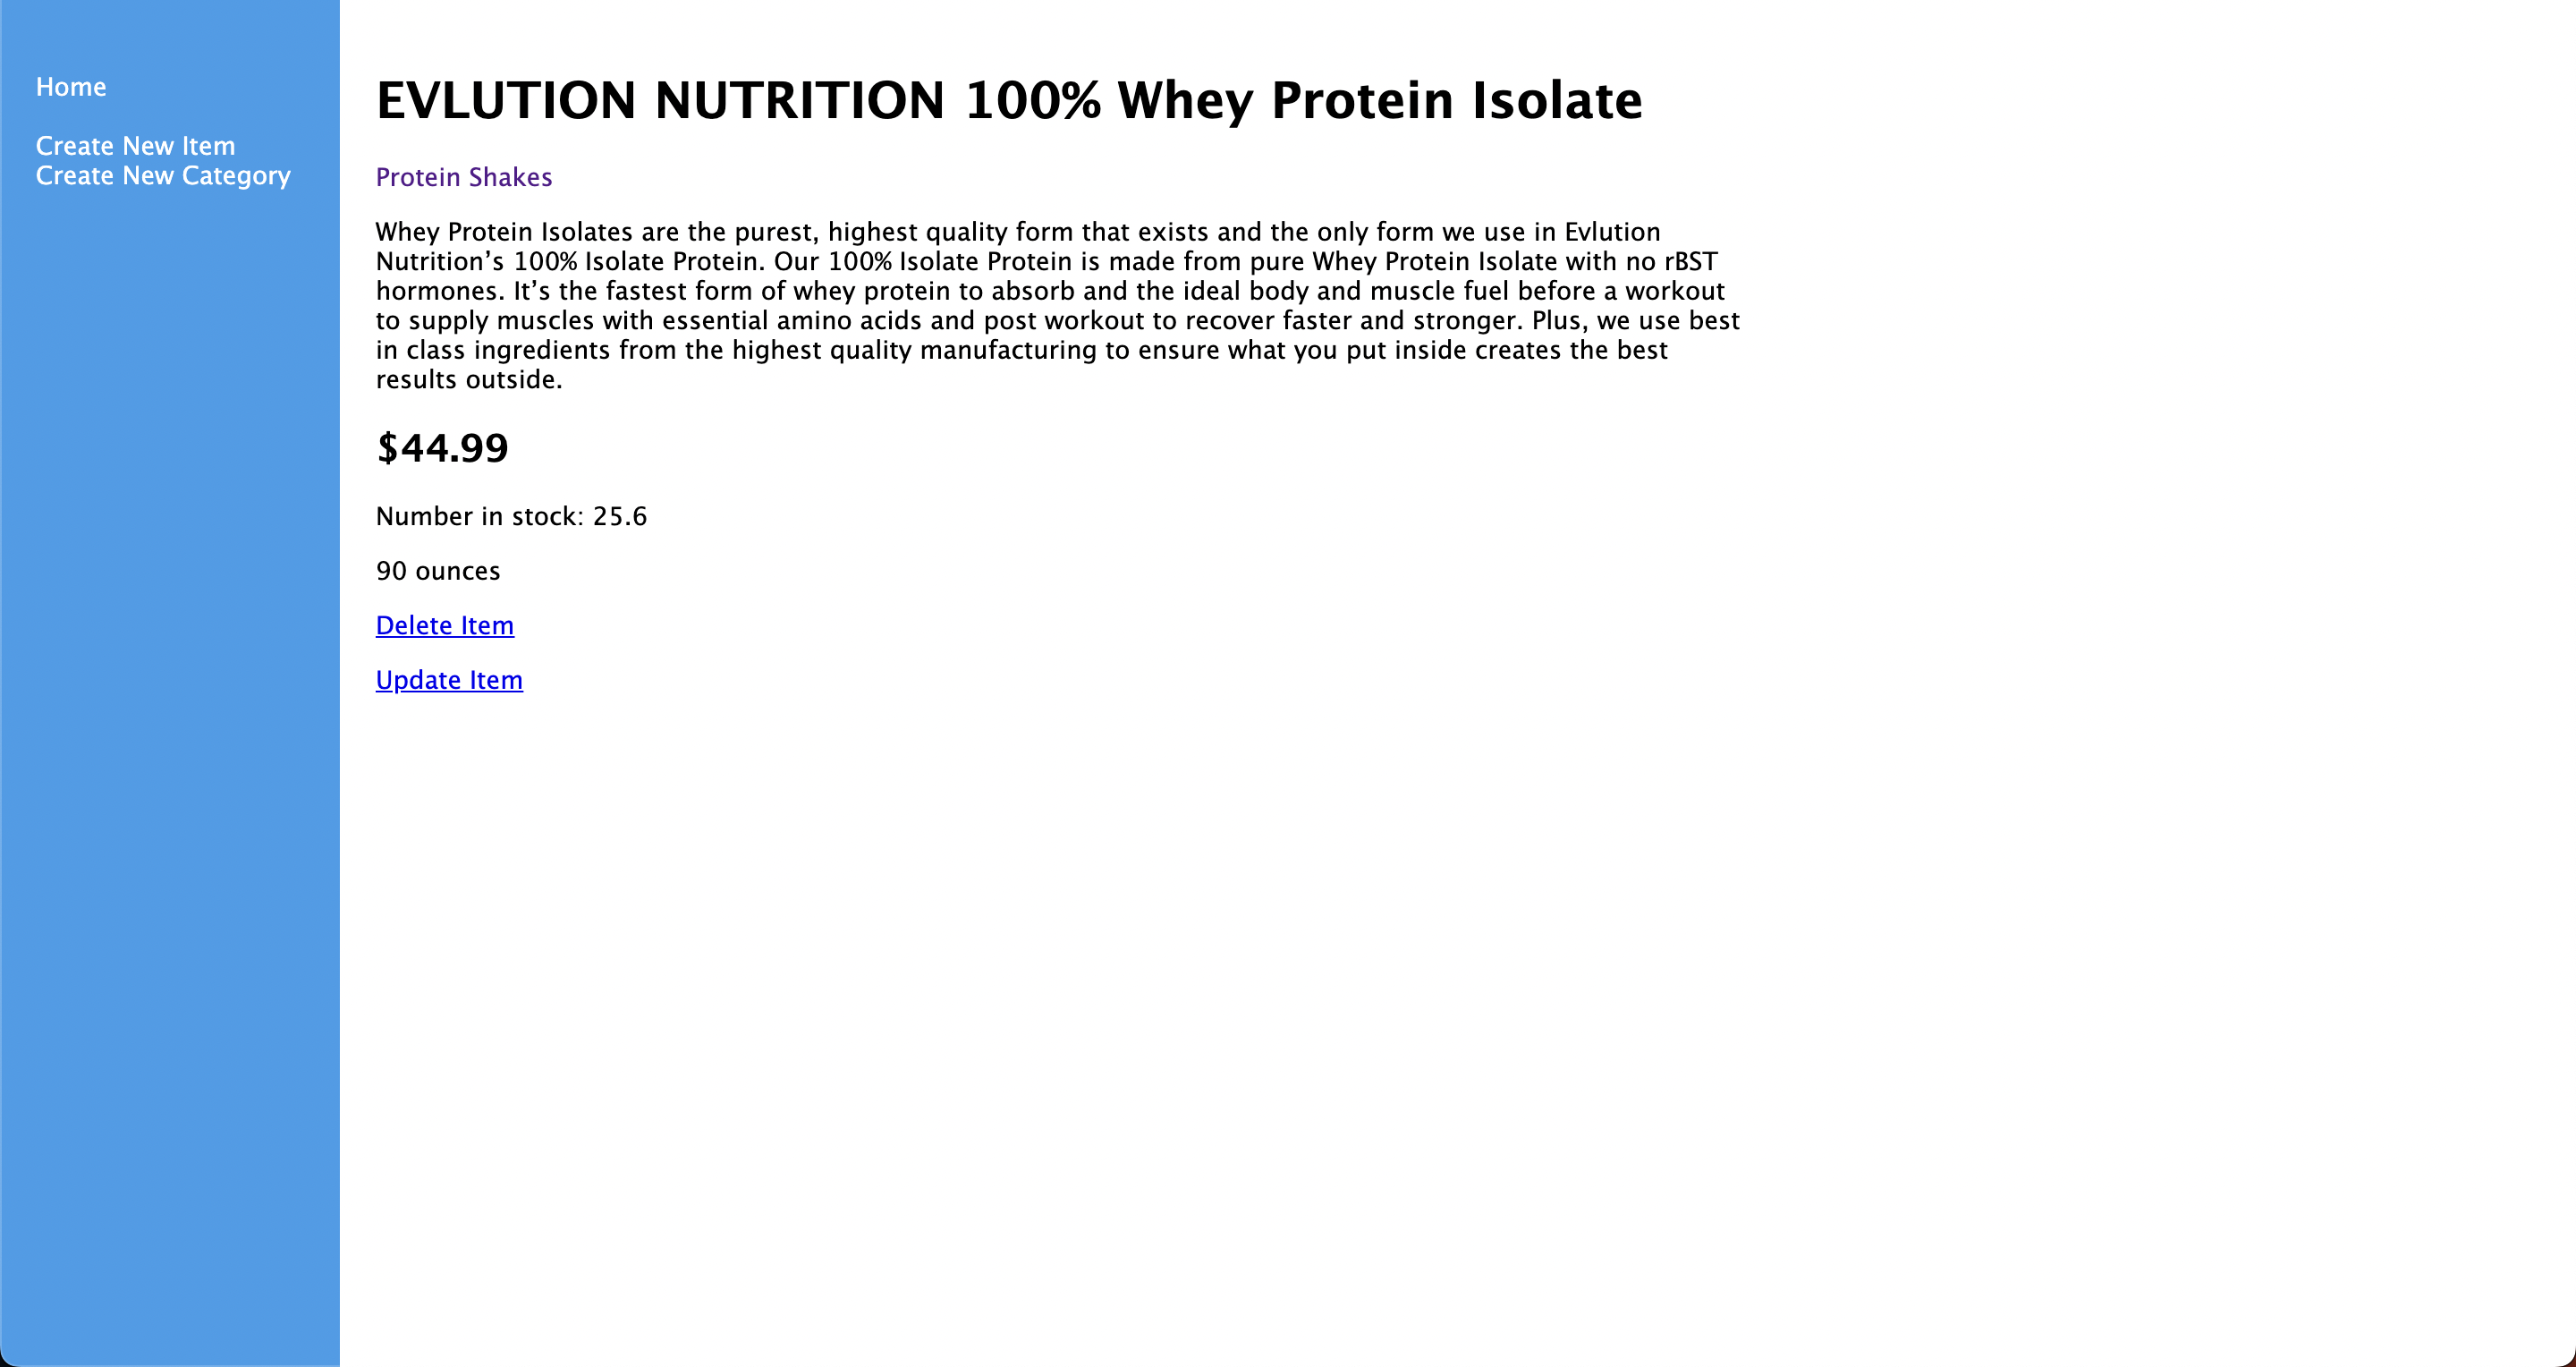 Home
Create New Item
Create New Category
EVLUTION NUTRITION 100% Whey Protein Isolate
Protein Shakes
Whey Protein Isolates are the purest, highest quality form that exists and the only form we use in Evlution
Nutrition’s 100% Isolate Protein. Our 100% Isolate Protein is made from pure Whey Protein Isolate with no rBST
hormones. It’s the fastest form of whey protein to absorb and the ideal body and muscle fuel before a workout
to supply muscles with essential amino acids and post workout to recover faster and stronger. Plus, we use best
in class ingredients from the highest quality manufacturing to ensure what you put inside creates the best
results outside.
$44.99
Number in stock: 25.6
90 ounces
Delete Item
Update Item